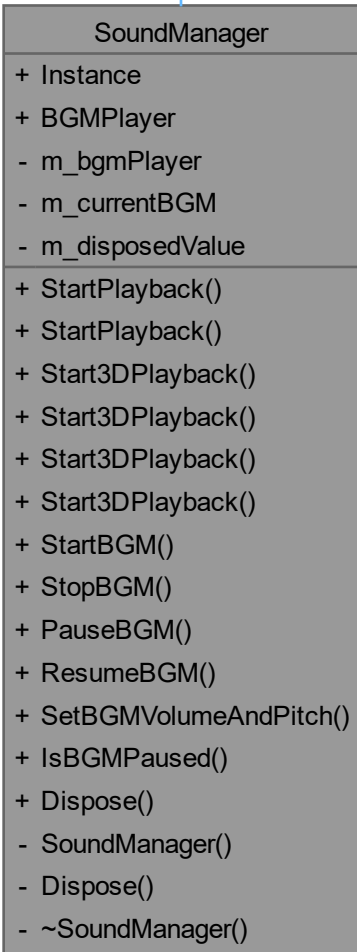 SoundManager
+ Instance
+ BGMPlayer
- m_bgmPlayer
- m_currentBGM
- m_disposedValue
+ StartPlayback()
+ StartPlayback()
+ Start3DPlayback()
+ Start3DPlayback()
+ Start3DPlayback()
+ Start3DPlayback()
+ StartBGM()
+ StopBGM()
+ PauseBGM()
+ ResumeBGM()
+ SetBGMVolumeAndPitch()
+ IsBGMPaused()
+ Dispose()
- SoundManager()
- Dispose()
- ~SoundManager()